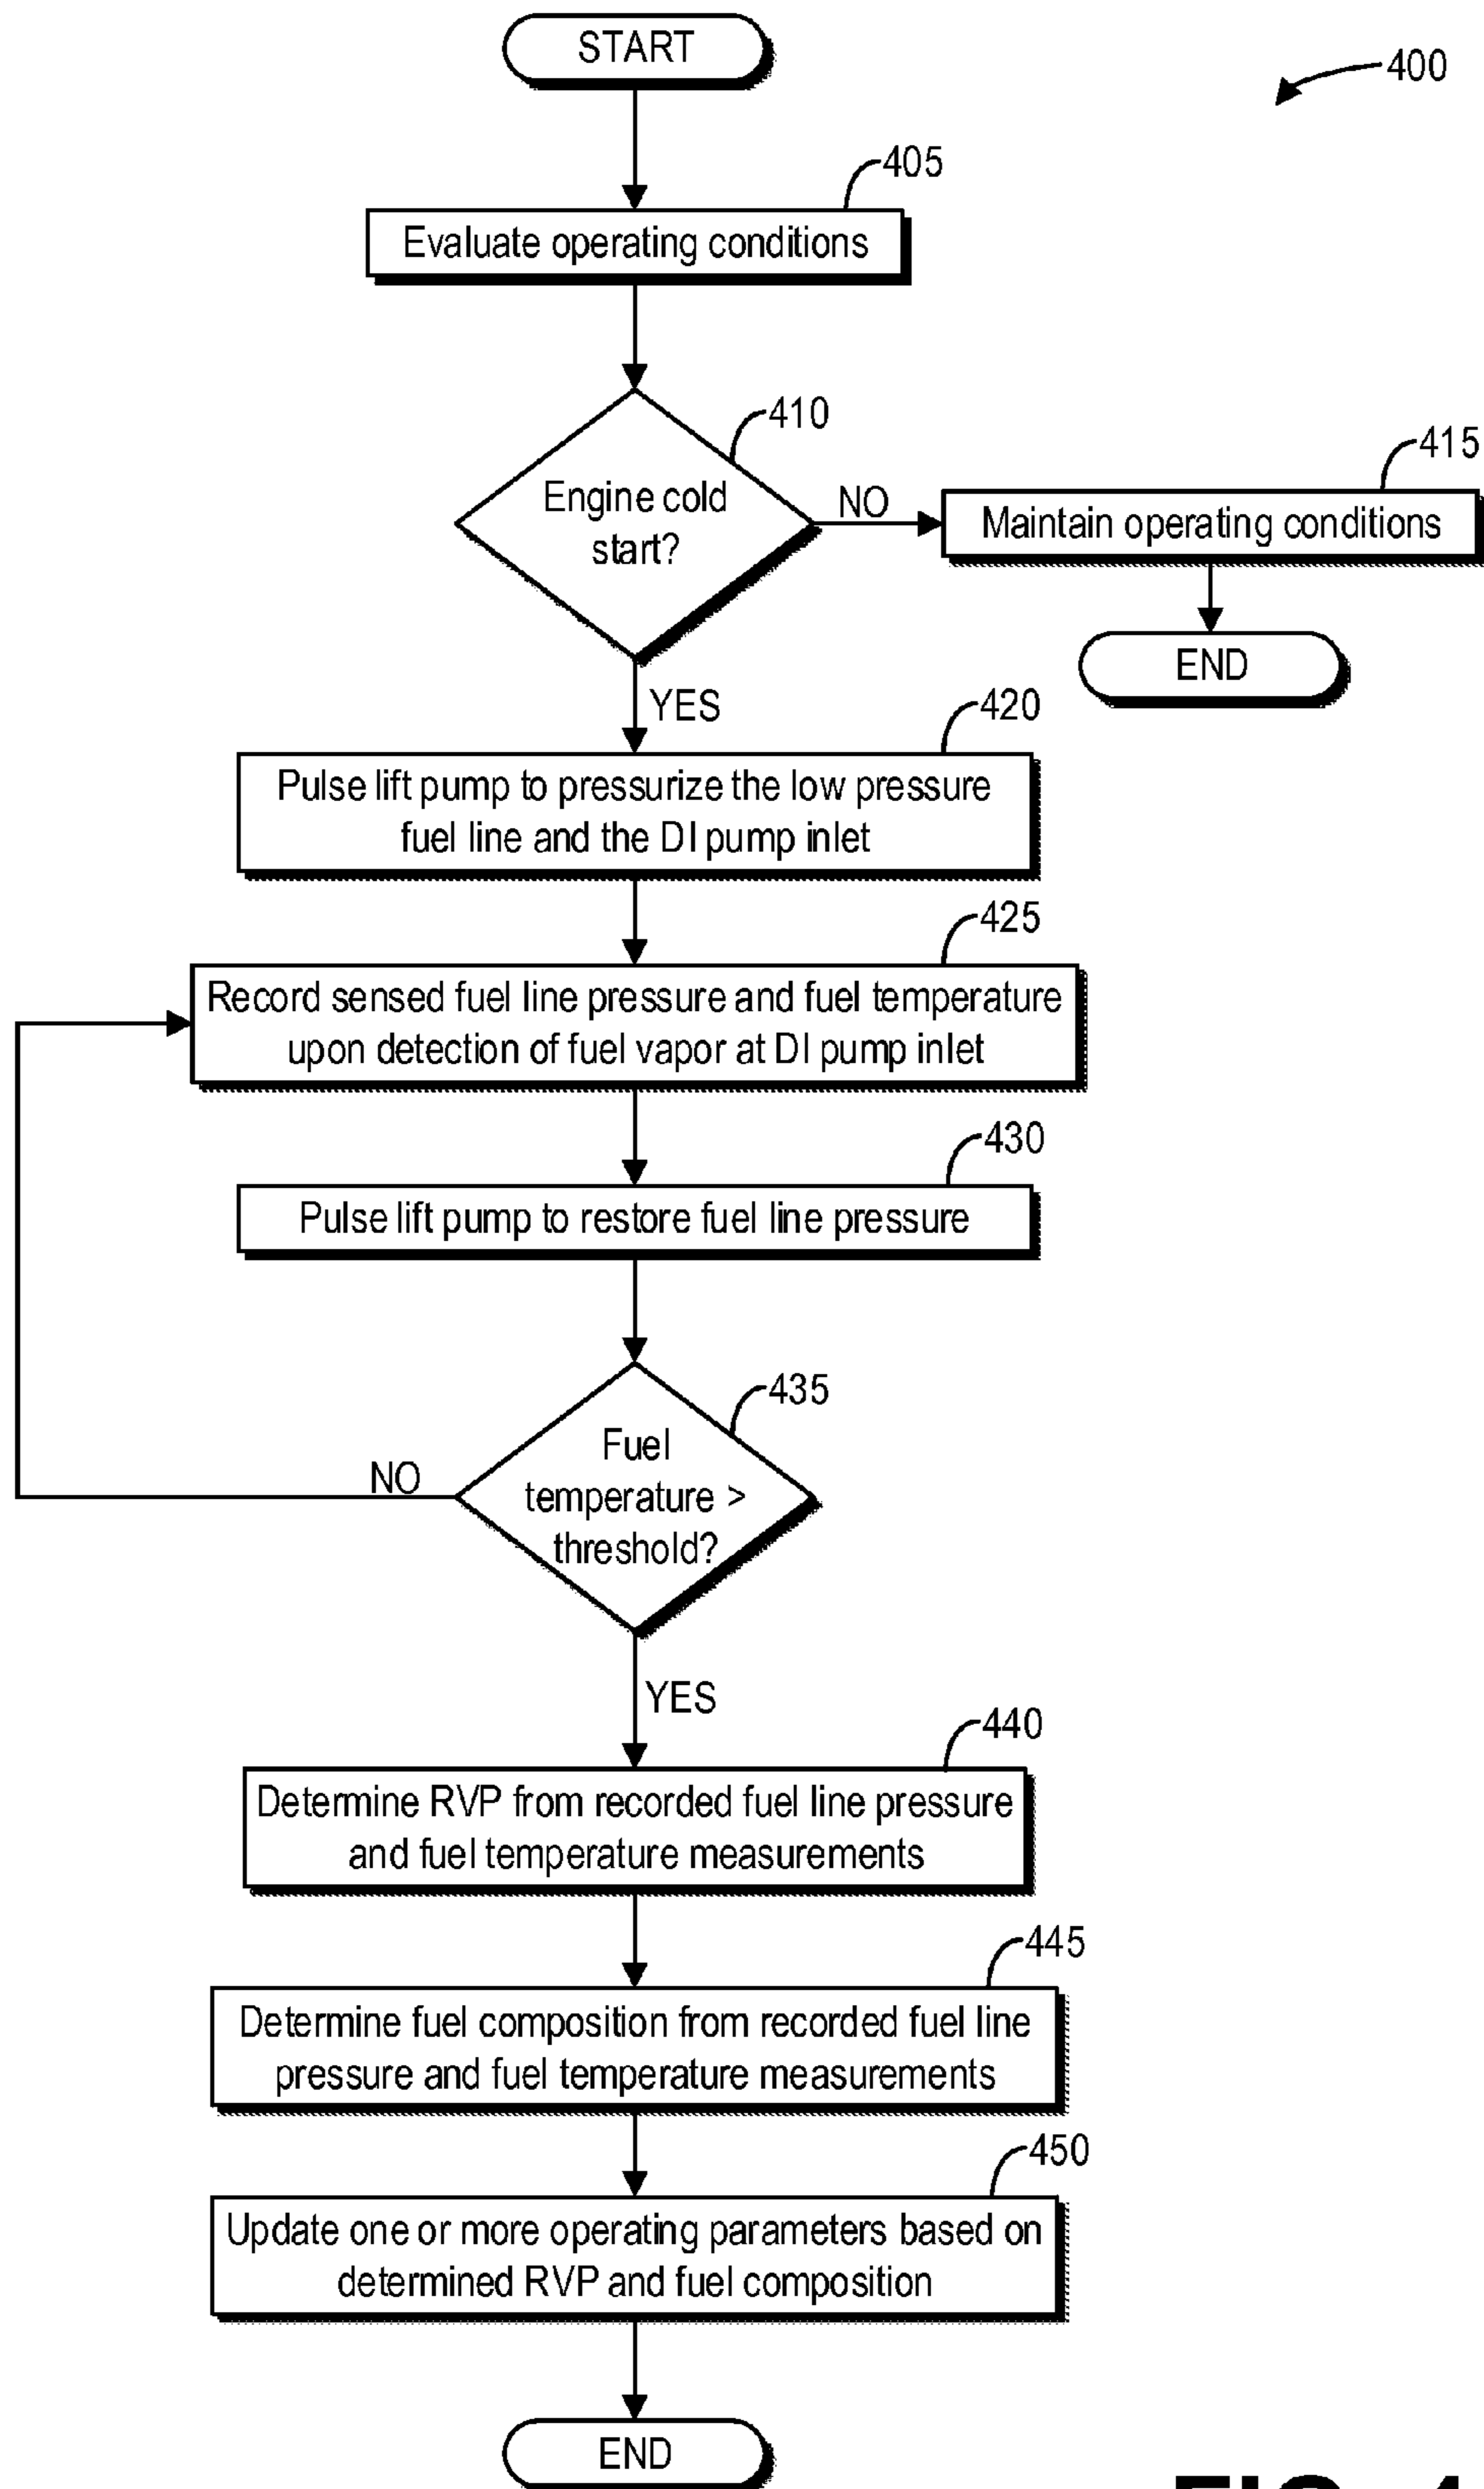 START
400
405
Evaluate operating conditions
410
Engine cold
start?
NO
415
Maintain operating conditions
END
YES
420
Pulse lift pump to pressurize the low pressure
fuel line and the DI pump inlet
425
Record sensed fuel line pressure and fuel temperature
upon detection of fuel vapor at DI pump inlet
430
Pulse lift pump to restore fuel line pressure
435
Fuel
temperature >
threshold?
NO
YES
440
Determine RVP from recorded fuel line pressure
and fuel temperature measurements
445
Determine fuel composition from recorded fuel line
pressure and fuel temperature measurements
450
Update one or more operating parameters based on
determined RVP and fuel composition
END